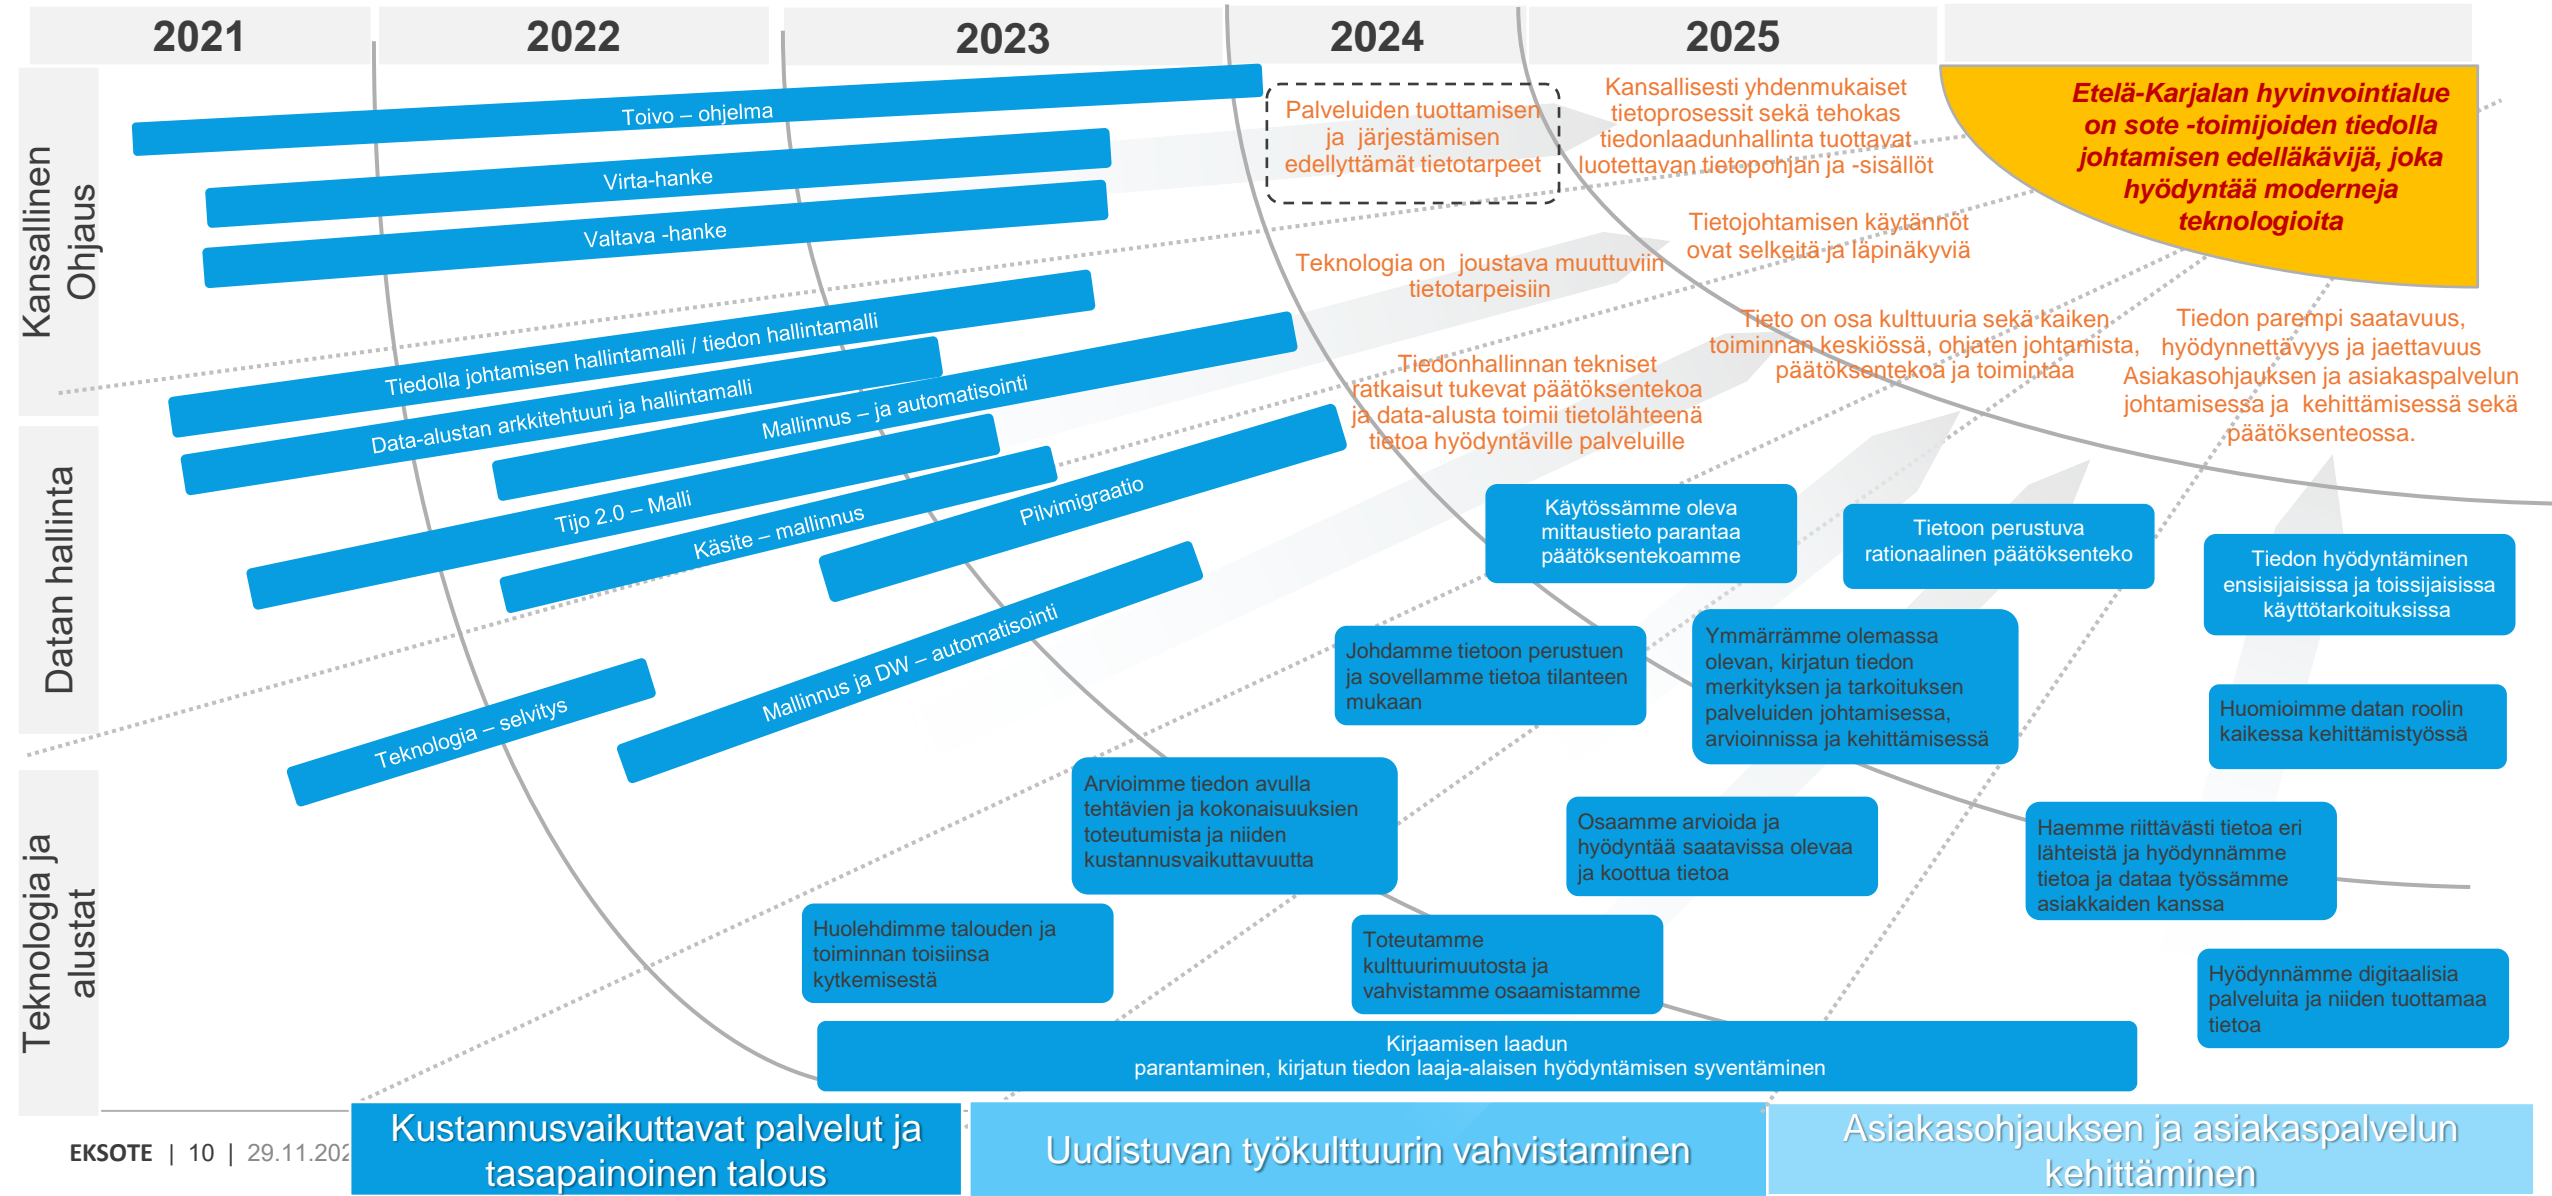 2021
2022
2023
2024
2025
Kansallinen
Ohjaus
Datan hallinta
Teknologia ja
alustat
Toivo – ohjelma
Virta-hanke
Valtava -hanke
Tiedolla johtamisen hallintamalli / tiedon hallintamalli
Data-alustan arkkitehtuuri ja hallintamalli
Mallinnus – ja automatisointi
Tijo 2.0 – Malli
Käsite – mallinnus
Pilvimigraatio
Teknologia – selvitys
Mallinnus ja DW – automatisointi
Palveluiden tuottamisen
ja järjestämisen
edellyttämät tietotarpeet
Kansallisesti yhdenmukaiset
tietoprosessit sekä tehokas
tiedonlaadunhallinta tuottavat
luotettavan tietopohjan ja -sisällöt
Etelä-Karjalan hyvinvointialue
on sote -toimijoiden tiedolla
johtamisen edelläkävijä, joka
hyödyntää moderneja
teknologioita
Tietojohtamisen käytännöt
ovat selkeitä ja läpinäkyviä
Teknologia on joustava muuttuviin
tietotarpeisiin
Tieto on osa kulttuuria sekä kaiken
toiminnan keskiössä, ohjaten johtamista,
päätöksentekoa ja toimintaa
Tiedon parempi saatavuus,
hyödynnettävyys ja jaettavuus
Asiakasohjauksen ja asiakaspalvelun
johtamisessa ja kehittämisessä sekä
päätöksenteossa.
Tiedonhallinnan tekniset
ratkaisut tukevat päätöksentekoa
ja data-alusta toimii tietolähteenä
tietoa hyödyntäville palveluille
Käytössämme oleva
mittaustieto parantaa
päätöksentekoamme
Tietoon perustuva
rationaalinen päätöksenteko
Tiedon hyödyntäminen
ensisijaisissa ja toissijaisissa
käyttötarkoituksissa
Johdamme tietoon perustuen
ja sovellamme tietoa tilanteen
mukaan
Ymmärrämme olemassa
olevan, kirjatun tiedon
merkityksen ja tarkoituksen
palveluiden johtamisessa,
arvioinnissa ja kehittämisessä
Huomioimme datan roolin
kaikessa kehittämistyössä
Arvioimme tiedon avulla
tehtävien ja kokonaisuuksien
toteutumista ja niiden
kustannusvaikuttavuutta
Osaamme arvioida ja
hyödyntää saatavissa olevaa
ja koottua tietoa
Haemme riittävästi tietoa eri
lähteistä ja hyödynnämme
tietoa ja dataa työssämme
asiakkaiden kanssa
Huolehdimme talouden ja
toiminnan toisiinsa
kytkemisestä
Toteutamme
kulttuurimuutosta ja
vahvistamme osaamistamme
Hyödynnämme digitaalisia
palveluita ja niiden tuottamaa
tietoa
Kirjaamisen laadun
parantaminen, kirjatun tiedon laaja-alaisen hyödyntämisen syventäminen
EKSOTE | 10 | 29.11.202
Kustannusvaikuttavat palvelut ja
tasapainoinen talous
Uudistuvan työkulttuurin vahvistaminen
Asiakasohjauksen ja asiakaspalvelun
kehittäminen